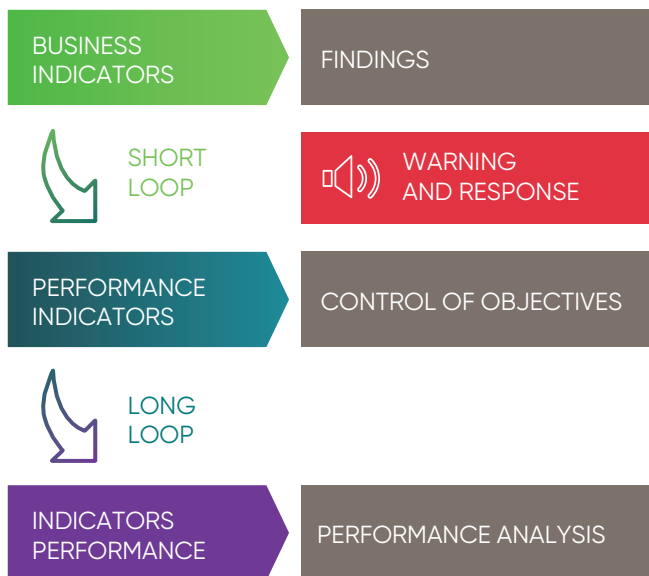 BUSINESS
INDICATORS
FINDINGS
SHORT
LOOP
WARNING
AND RESPONSE
PERFORMANCE
INDICATORS
CONTROL OF OBJECTIVES
LONG
LOOP
INDICATORS
PERFORMANCE
PERFORMANCE ANALYSIS